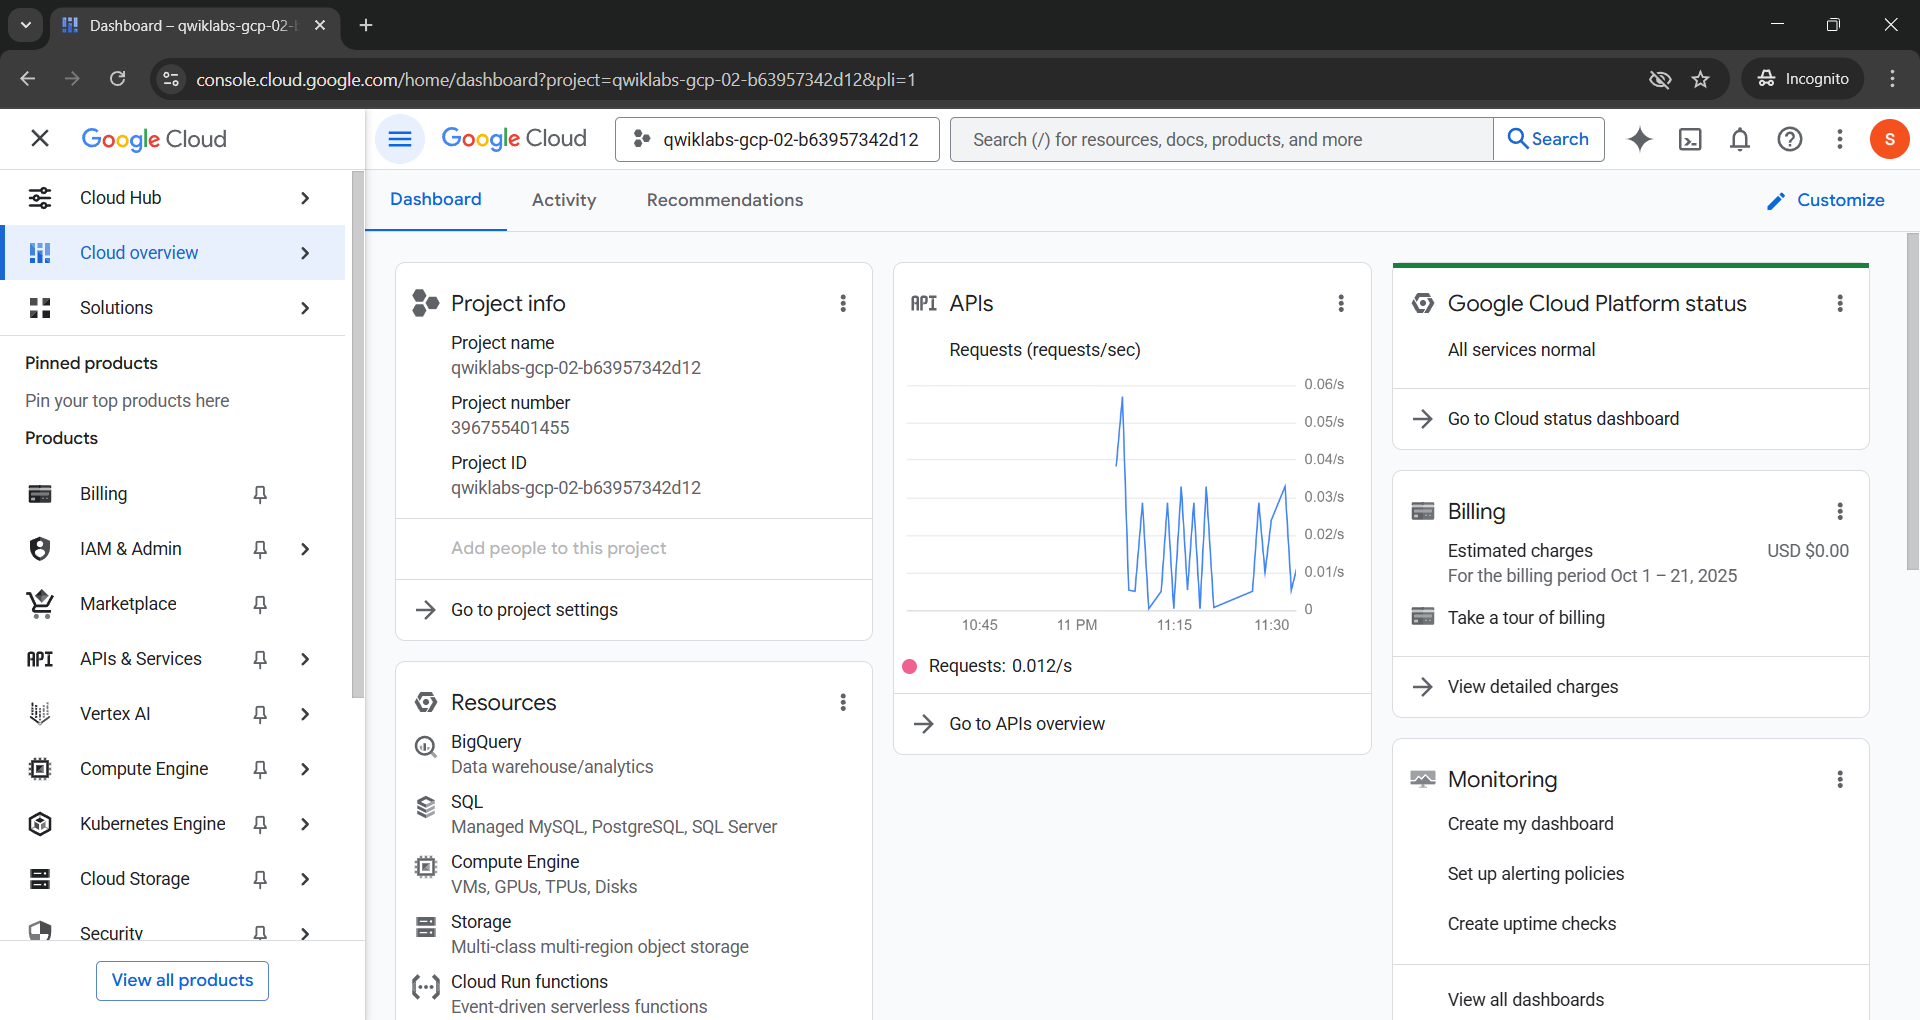 Dashboard – qwiklabs-gcp-02-
console.cloud.google.com/home/dashboard?project=qwiklabs-gcp-02-b63957342d12&pli=1
Incognito
Google Cloud
Google Cloud
qwiklabs-gcp-02-b63957342d12
Search (/) for resources, docs, products, and more
Search
S
Cloud Hub
Cloud overview
Solutions
Pinned products
Pin your top products here
Products
Billing
IAM & Admin
Marketplace
API APIs & Services
Vertex AI
Compute Engine
Kubernetes Engine
Cloud Storage
Security
View all products
Dashboard
Activity
Recommendations
Customize
Project info
Project name
qwiklabs-gcp-02-b63957342d12
Project number
396755401455
Project ID
qwiklabs-gcp-02-b63957342d12
Add people to this project
Go to project settings
Resources
BigQuery
Data warehouse/analytics
SQL
Managed MySQL, PostgreSQL, SQL Server
Compute Engine
VMs, GPUs, TPUs, Disks
Storage
Multi-class multi-region object storage
Cloud Run functions
Event-driven serverless functions
API APIs
Requests (requests/sec)
0.06/s
0.05/s
0.04/s
0.03/s
0.02/s
0.01/s
0
10:45 11 PM 11:15 11:30
Requests: 0.012/s
Go to APIs overview
Google Cloud Platform status
All services normal
Go to Cloud status dashboard
Billing
Estimated charges USD $0.00
For the billing period Oct 1 – 21, 2025
Take a tour of billing
View detailed charges
Monitoring
Create my dashboard
Set up alerting policies
Create uptime checks
View all dashboards